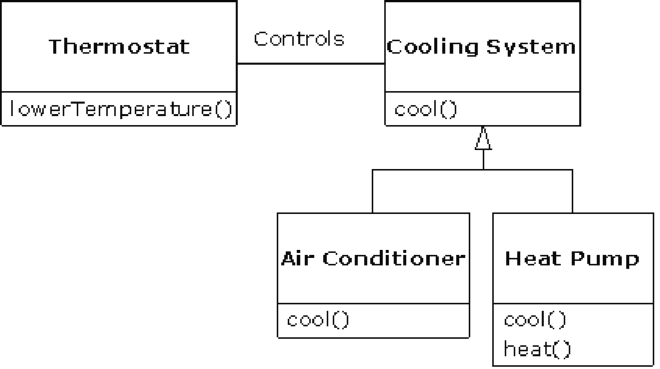 Thermostat
Controls
Cooling System
lowerTemperature()
cool()
Air Conditioner
Heat Pump
cool()
cool()
heat()